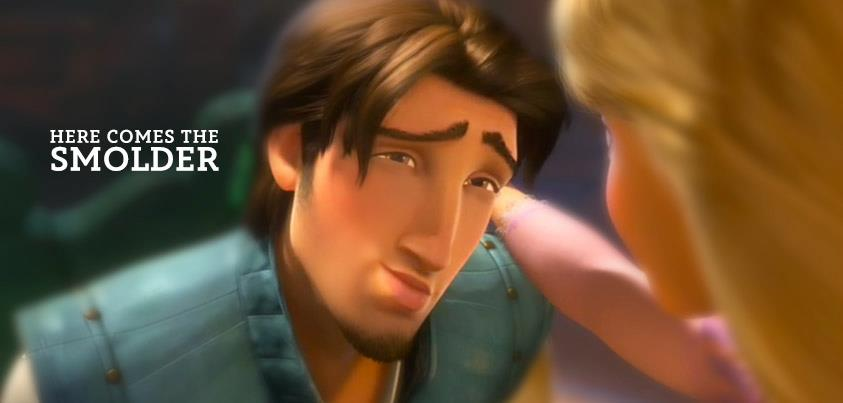 HERE COMES THE
SMOLDER